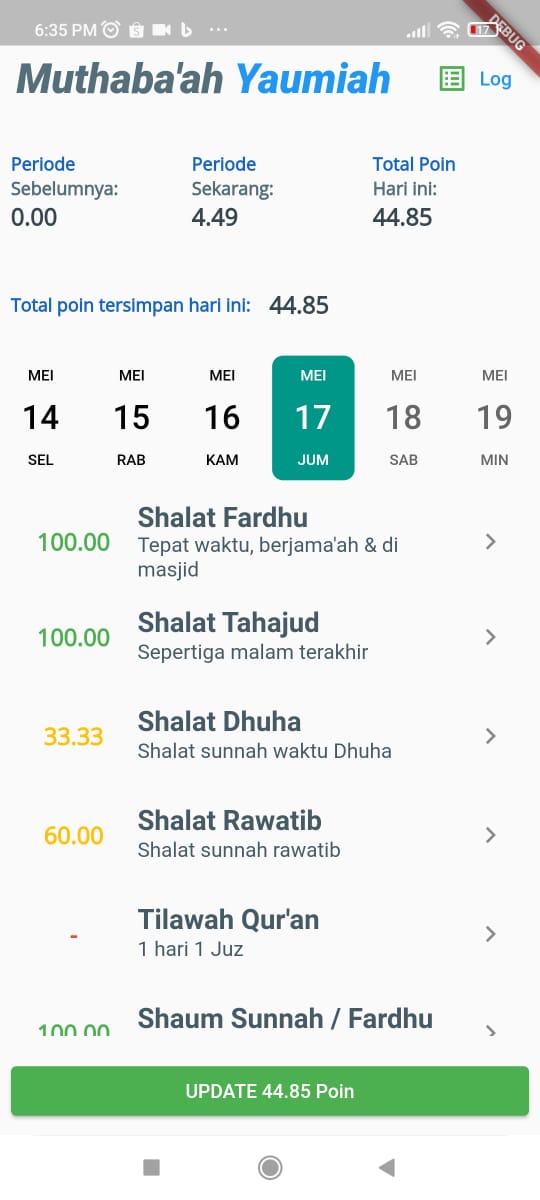 6:35 PM
17
DEBUG
Muthaba'ah Yaumiah
Log
Periode
Sebelumnya:
0.00
Periode
Sekarang:
4.49
Total Poin
Hari ini:
44.85
Total poin tersimpan hari ini: 44.85
MEI
14
SEL
MEI
15
RAB
MEI
16
KAM
MEI
17
JUM
MEI
18
SAB
MEI
19
MIN
100.00
Shalat Fardhu
Tepat waktu, berjama'ah & di
masjid
100.00
Shalat Tahajud
Sepertiga malam terakhir
33.33
Shalat Dhuha
Shalat sunnah waktu Dhuha
60.00
Shalat Rawatib
Shalat sunnah rawatib
-
Tilawah Qur'an
1 hari 1 Juz
100.00
Shaum Sunnah / Fardhu
UPDATE 44.85 Poin